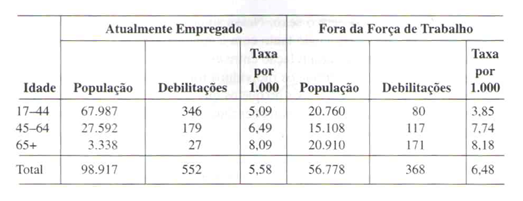 Atualmente Empregado Fora da Força de Trabalho
Taxa Taxa
por por
Idade População Debilitações 1.000 População Debilitações 1.000
17–44 67.987 346 5,09 20.760 80 3,85
45–64 27.592 179 6,49 15.108 117 7,74
65+ 3.338 27 8,09 20.910 171 8,18
Total 98.917 552 5,58 56.778 368 6,48